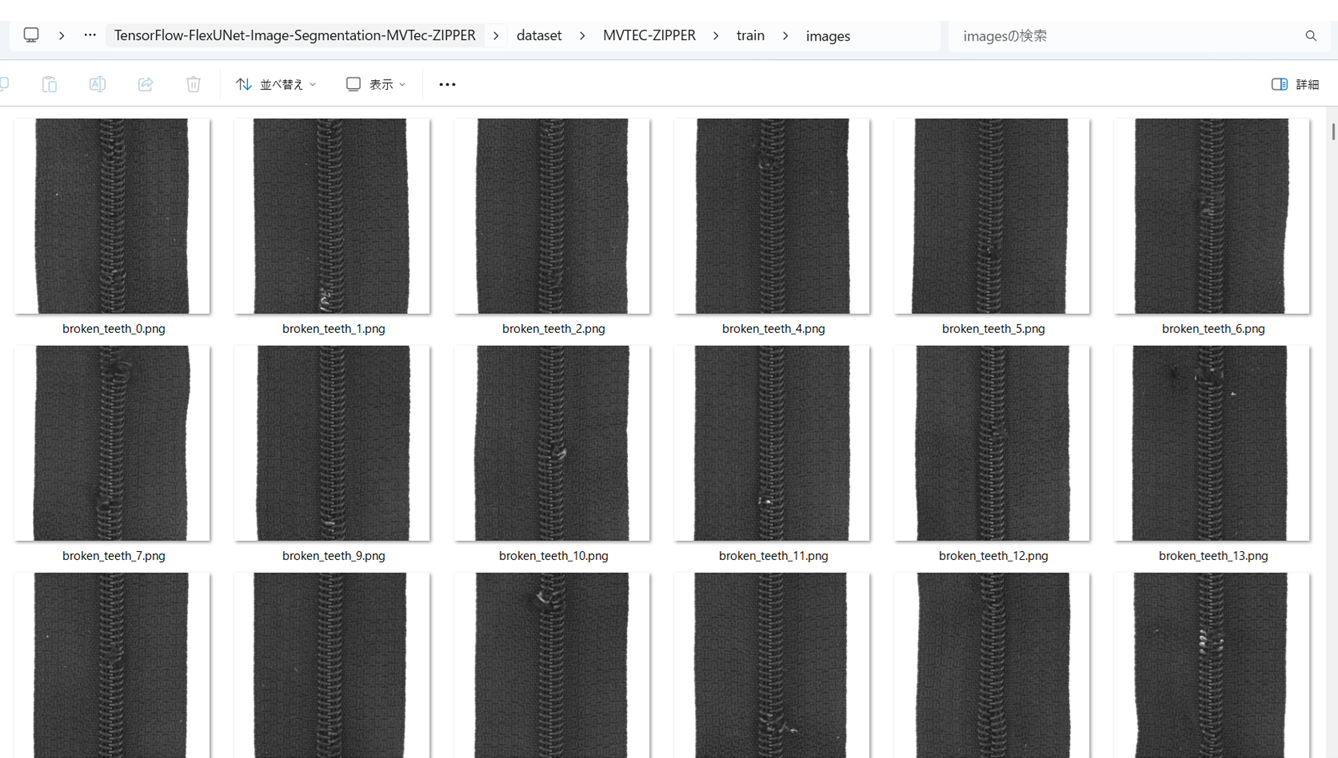 TensorFlow-FlexUNet-Image-Segmentation-MVTec-ZIPPER dataset MVTEC-ZIPPER train images imagesの検索
並べ替え 表示 詳細
broken_teeth_0.png broken_teeth_1.png broken_teeth_2.png broken_teeth_4.png broken_teeth_5.png broken_teeth_6.png
broken_teeth_7.png broken_teeth_9.png broken_teeth_10.png broken_teeth_11.png broken_teeth_12.png broken_teeth_13.png